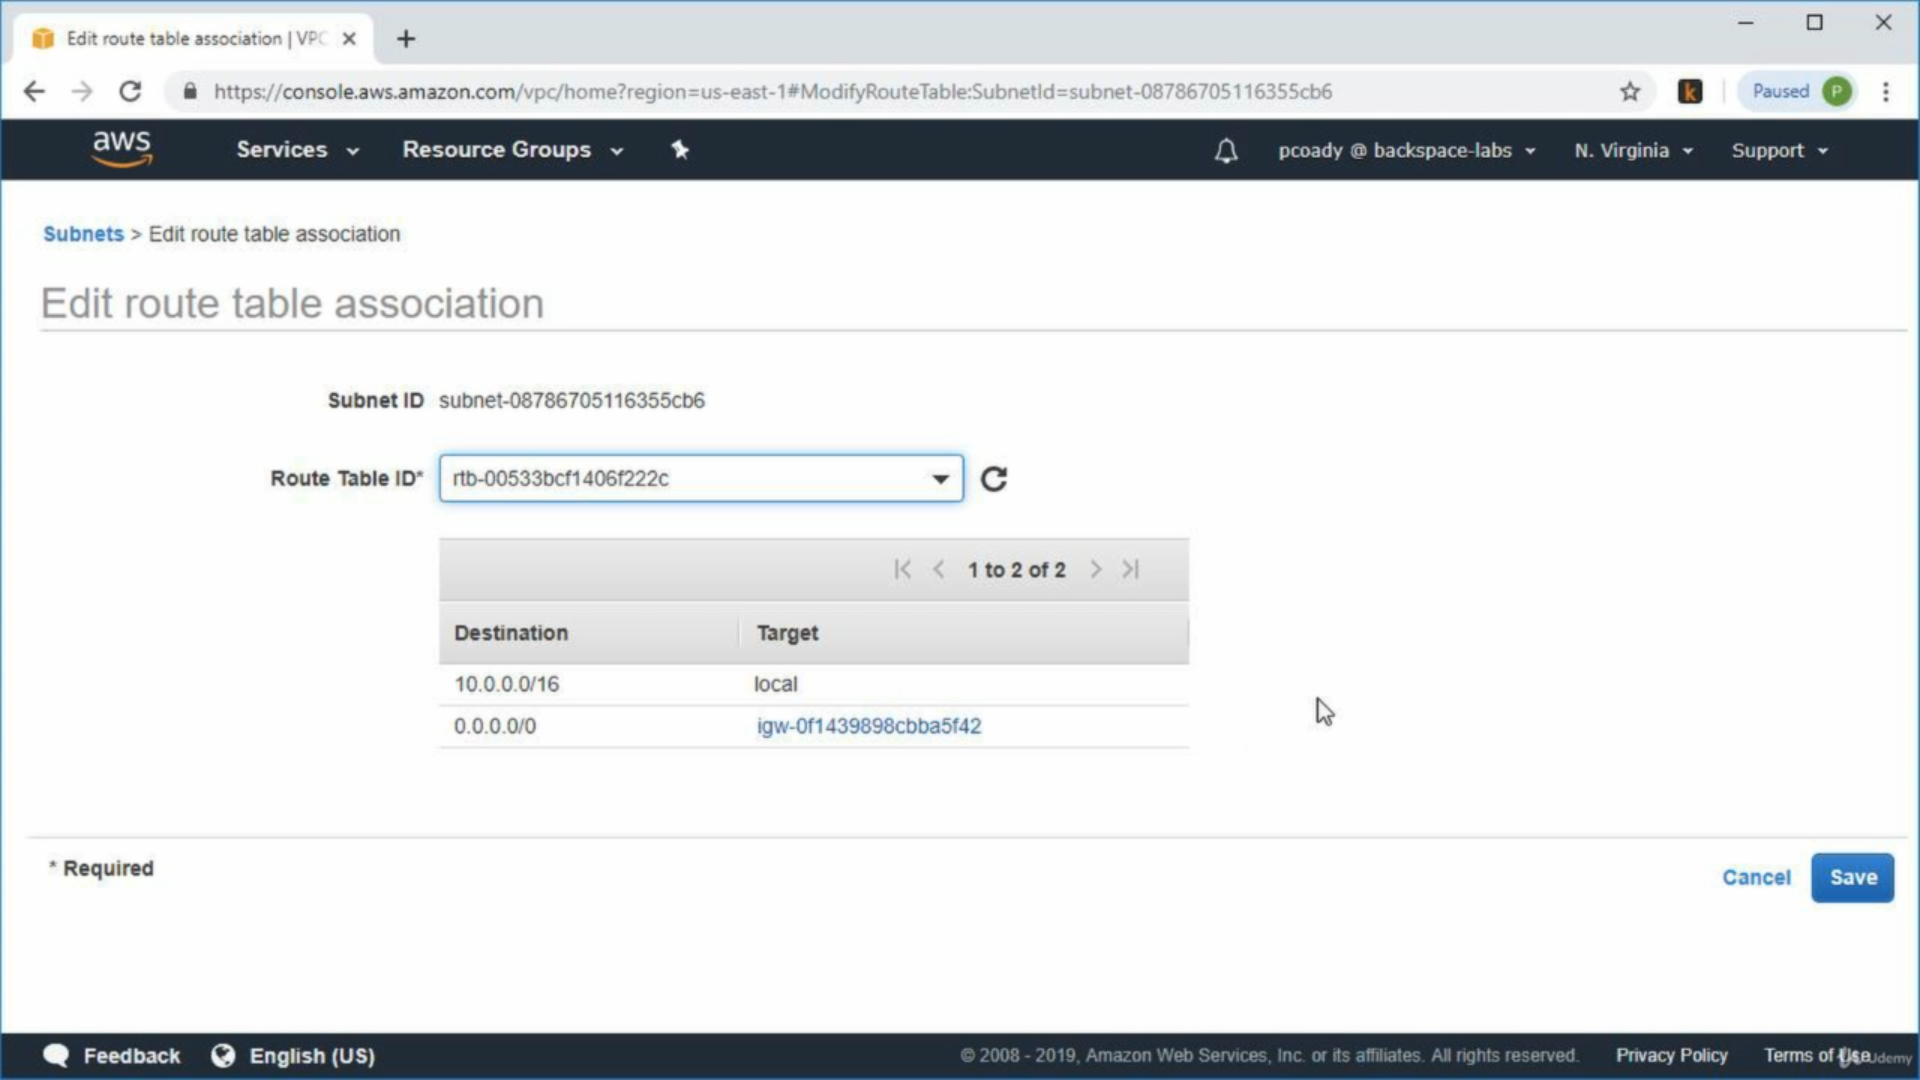 Edit route table association | VPC
https://console.aws.amazon.com/vpc/home?region=us-east-1#ModifyRouteTable:SubnetId=subnet-08786705116355cb6
k
Paused
P
aws
Services
Resource Groups
pcoady @ backspace-labs
N. Virginia
Support
Subnets > Edit route table association
Edit route table association
Subnet ID subnet-08786705116355cb6
Route Table ID* rtb-00533bcf1406f222c
1 to 2 of 2
Destination Target
10.0.0.0/16 local
0.0.0.0/0 igw-0f1439898cbba5f42
* Required
Cancel
Save
Feedback
English (US)
© 2008 - 2019, Amazon Web Services, Inc. or its affiliates. All rights reserved.
Privacy Policy
Terms of Use
Udemy